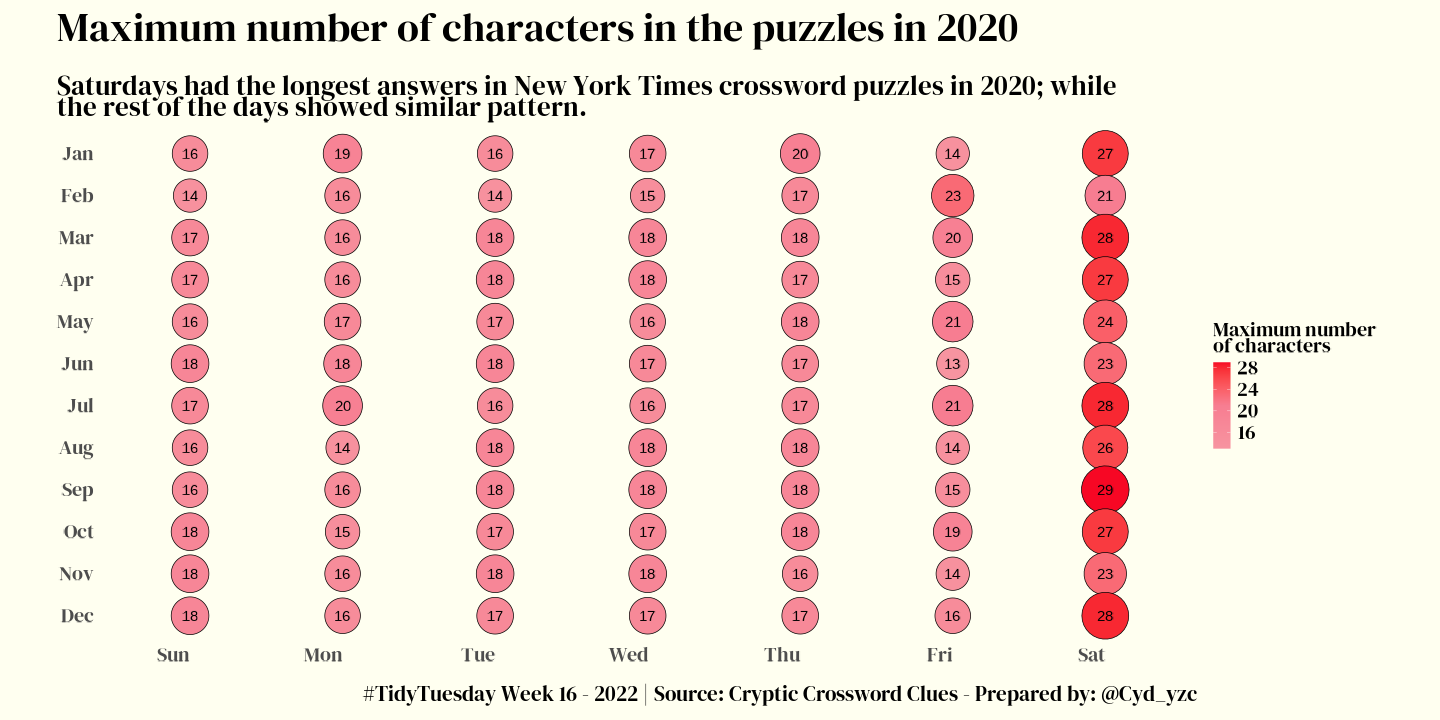 Maximum number of characters in the puzzles in 2020
Saturdays had the longest answers in New York Times crossword puzzles in 2020; while
the rest of the days showed similar pattern.
Jan 16 19 16 17 20 14 27
Feb 14 16 14 15 17 23 21
Mar 17 16 18 18 18 20 28
Apr 17 16 18 18 17 15 27
May 16 17 17 16 18 21 24
Jun 18 18 18 17 17 13 23
Jul 17 20 16 16 17 21 28
Aug 16 14 18 18 18 14 26
Sep 16 16 18 18 18 15 29
Oct 18 15 17 17 18 19 27
Nov 18 16 18 18 16 14 23
Dec 18 16 17 17 17 16 28
Sun Mon Tue Wed Thu Fri Sat
Maximum number
of characters
28
24
20
16
#TidyTuesday Week 16 - 2022 | Source: Cryptic Crossword Clues - Prepared by: @Cyd_yzc